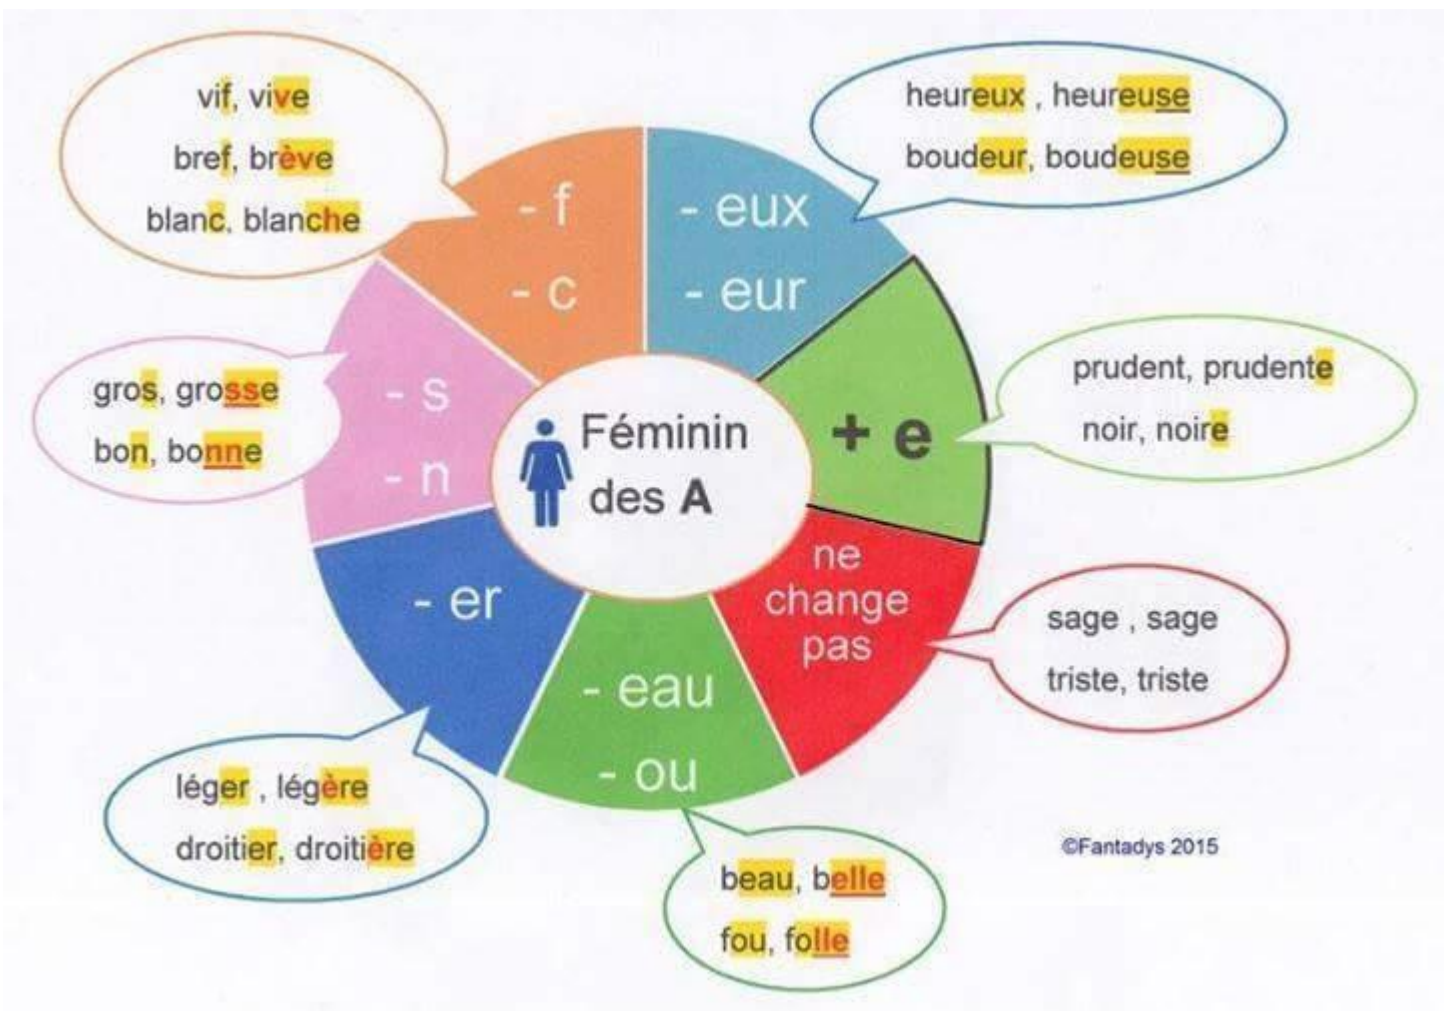 vif, vive
bref, brève
blanc. blanche
- f
- c
- eux
- eur
heureux , heureuse
boudeur, boudeuse
gros, grosse
bon, bonne
- s
- n
Féminin
des A
+ e
prudent, prudente
noir, noire
ne
change
pas
sage , sage
triste, triste
- er
- eau
- ou
léger , légère
droitier, droitière
beau, belle
fou, folle
©Fantadys 2015